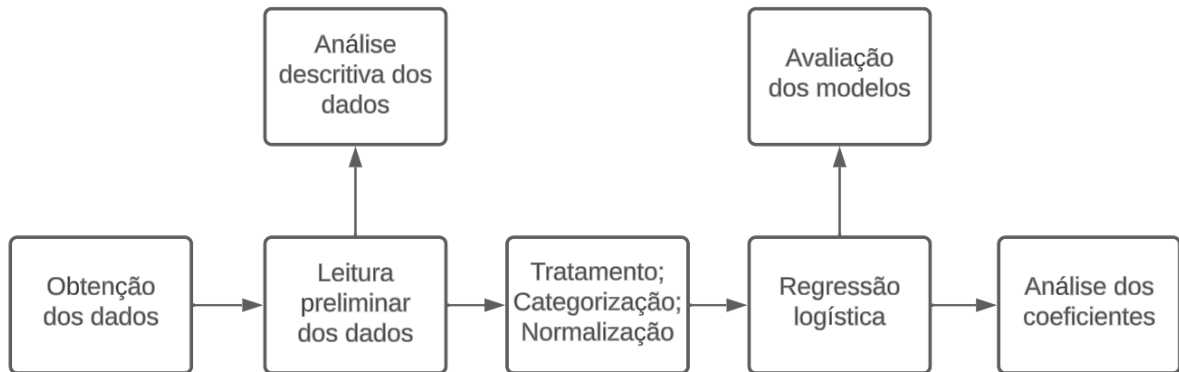 Análise
descritiva dos
dados
Avaliação
dos modelos
Obtenção
dos dados
Leitura
preliminar
dos dados
Tratamento;
Categorização;
Normalização
Regressão
logística
Análise dos
coeficientes